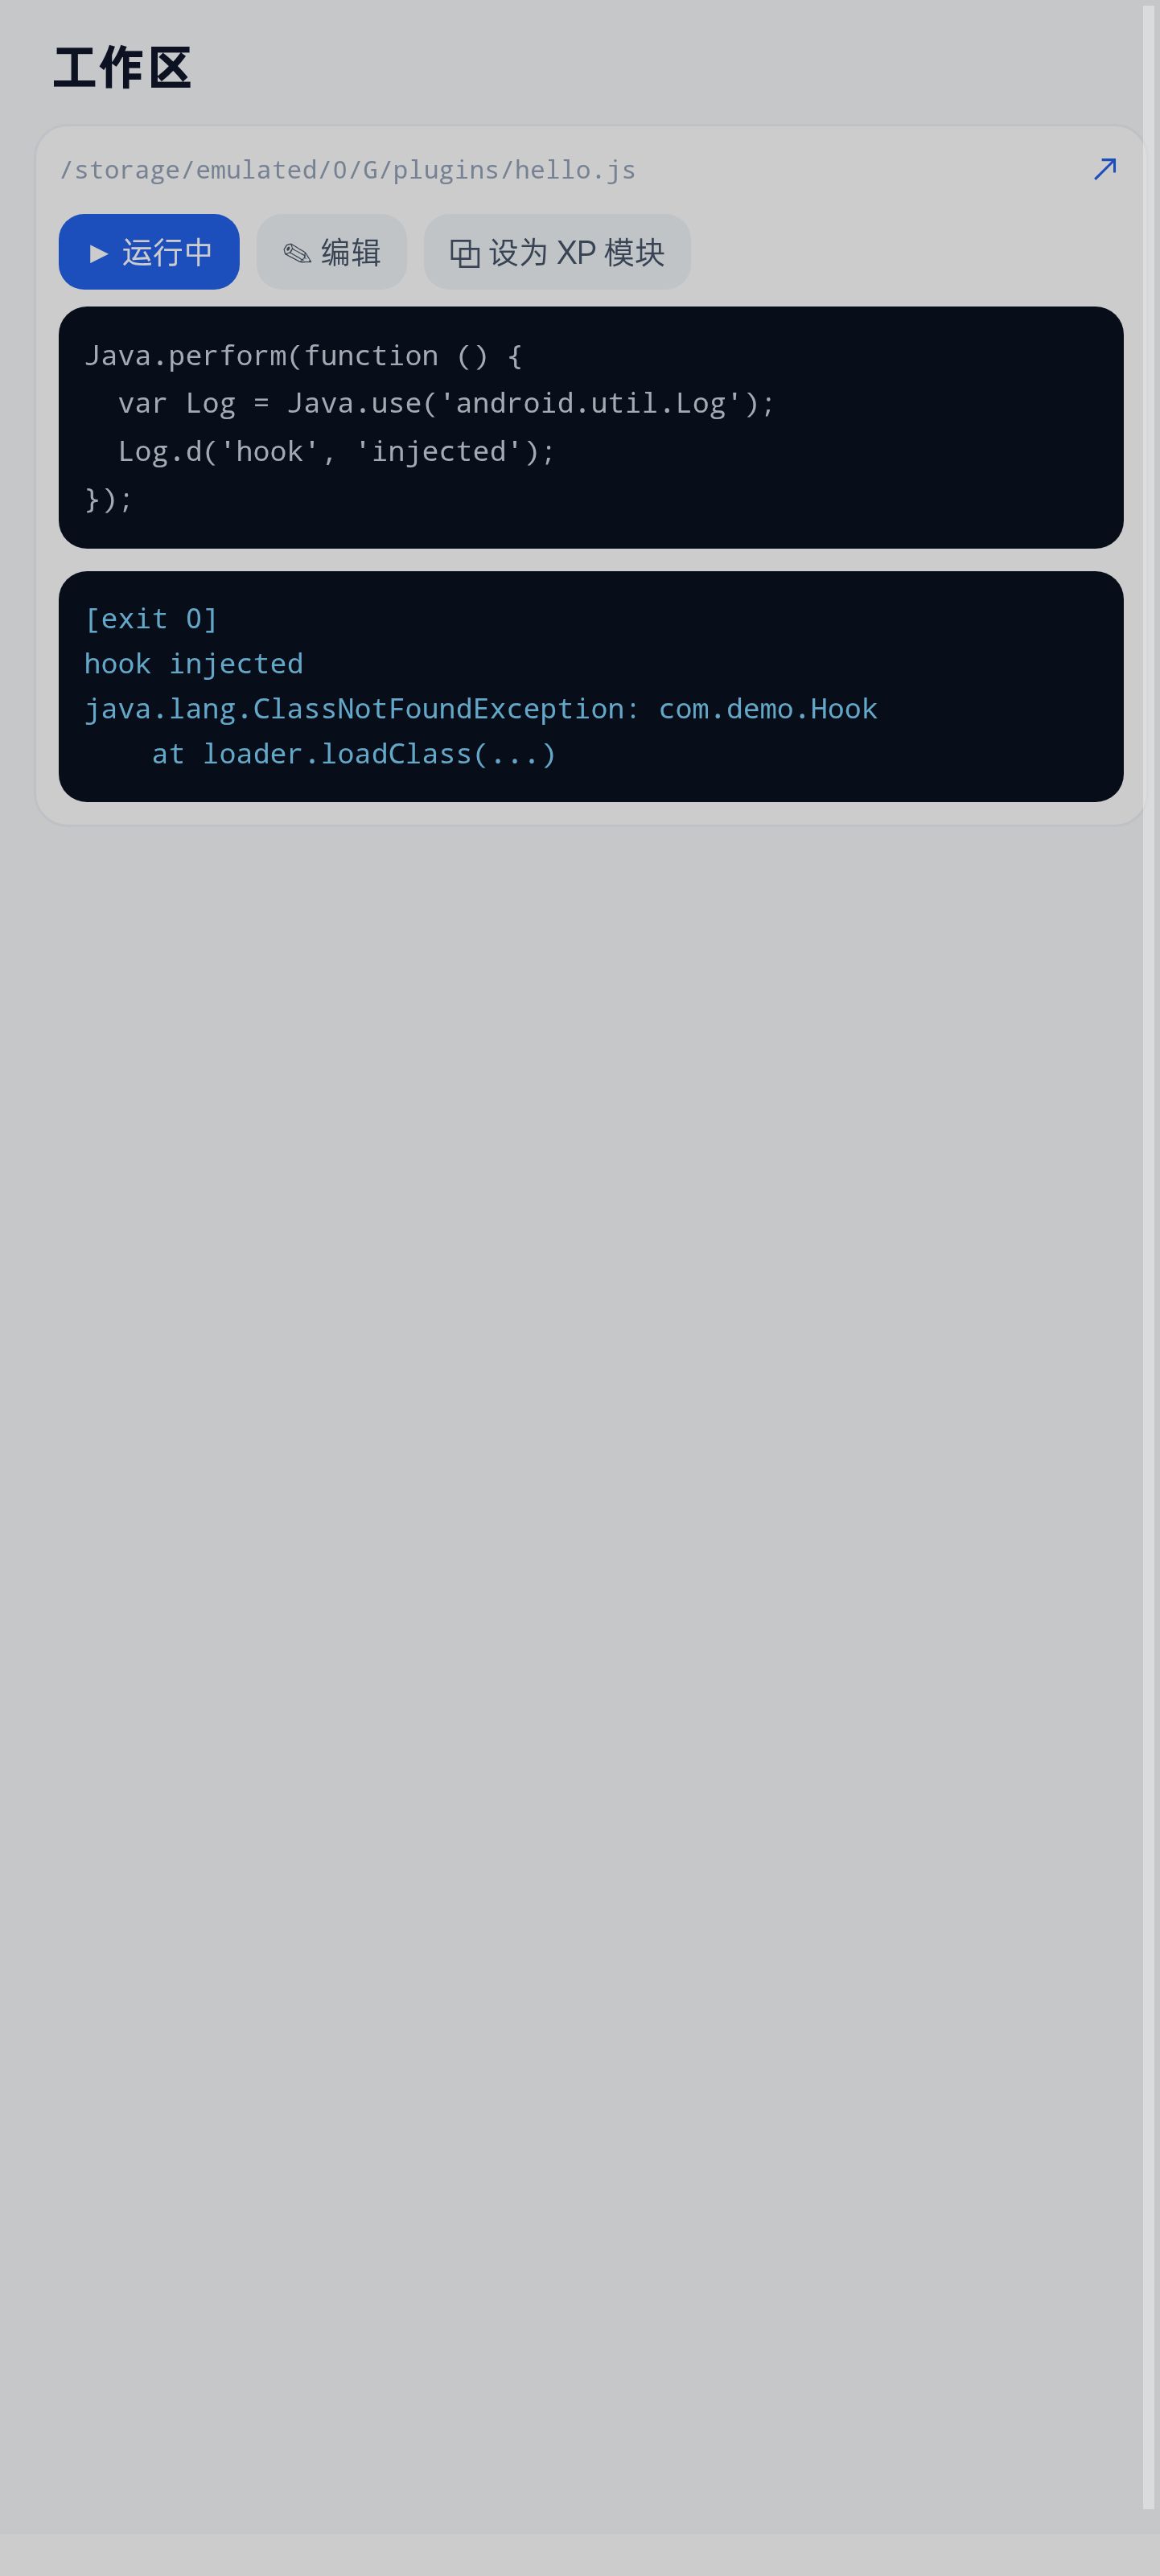 工作区
/storage/emulated/0/G/plugins/hello.js
▶ 运行中 ✎ 编辑 设为 XP 模块
Java.perform(function () {
  var Log = Java.use('android.util.Log');
  Log.d('hook', 'injected');
});
[exit 0]
hook injected
java.lang.ClassNotFoundException: com.demo.Hook
    at loader.loadClass(...)